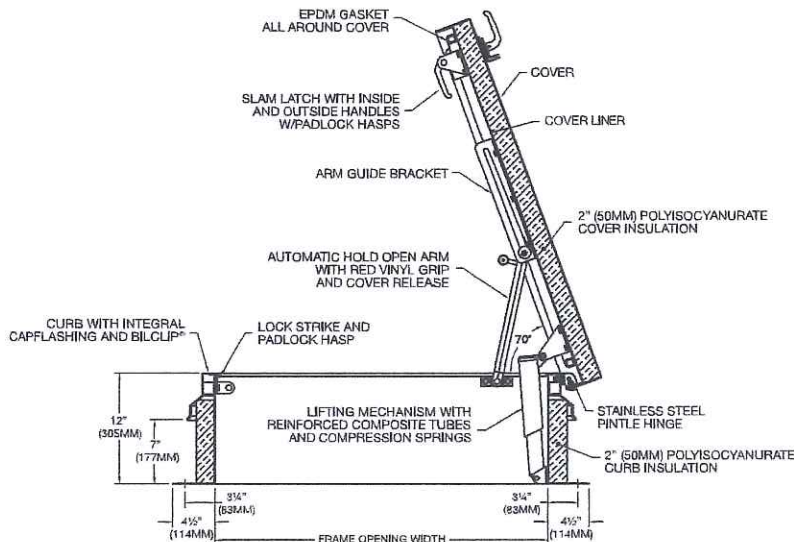 EPDM GASKET
ALL AROUND COVER
COVER
SLAM LATCH WITH INSIDE
AND OUTSIDE HANDLES
W/PADLOCK HASPS
COVER LINER
ARM GUIDE BRACKET
2" (50MM) POLYISOCYANURATE
COVER INSULATION
AUTOMATIC HOLD OPEN ARM
WITH RED VINYL GRIP
AND COVER RELEASE
CURB WITH INTEGRAL
CAPFLASHING AND BILCLIP®
LOCK STRIKE AND
PADLOCK HASP
70°
12"
(305MM)
7"
(177MM)
LIFTING MECHANISM WITH
REINFORCED COMPOSITE TUBES
AND COMPRESSION SPRINGS
STAINLESS STEEL
PINTLE HINGE
2" (50MM) POLYISOCYANURATE
CURB INSULATION
3¼"
(83MM)
4½"
(114MM)
3¼"
(83MM)
4½"
(114MM)
FRAME OPENING WIDTH